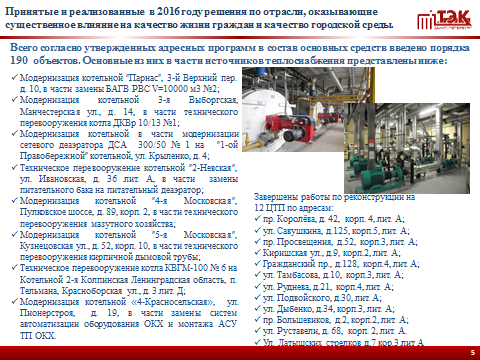 Принятые и реализованные в 2016 году решения по отрасли, оказывающие
существенное влияние на качество жизни граждан и качество городской среды.
ТЭК
Всего согласно утвержденных адресных программ в состав основных средств введено порядка
190 объектов. Основные из них в части источников теплоснабжения представлены ниже:
✓ Модернизация котельной "Парнас", 3-й Верхний пер.
д. 10, в части замены БАГВ РВС V=10000 м3 №2;
✓ Модернизация котельной 3-я Выборгская,
Манчестерская ул., д. 14, в части технического
перевооружения котла ДКВр 10/13 №1;
✓ Модернизация котельной в части модернизации
сетевого деаэратора ДСА 300/50 № 1 на "1-ой
Правобережной" котельной, ул. Крыленко, д. 4;
✓ Техническое перевооружение котельной "2-Невская",
ул. Ивановская, д. 36 лит А, в части замены
питательного бака на питательный деаэратор;
✓ Модернизация котельной "4-я Московская",
Пулковское шоссе, д. 89, корп. 2, в части технического
перевооружения мазутного хозяйства;
✓ Модернизация котельной "5-я Московская",
Кузнецовская ул., д. 52, корп. 10, в части технического
перевооружения кирпичной дымовой трубы;
✓ Техническое перевооружение котла КВГМ-100 № 6 на
Котельной 2-я Колпинская Ленинградская область, п.
Тельмана, Красноборская ул., д. 3 лит. Д;
✓ Модернизация котельной «4-Красносельская», ул.
Пионерстроя, д. 19, в части замены систем
автоматизации оборудования ОКХ и монтажа АСУ
ТП ОКХ.
Завершены работы по реконструкции на
12 ЦТП по адресам:
✓ пр. Королёва, д. 42, корп. 4, лит. А;
✓ ул. Савушкина, д.125, корп.5, лит. А;
✓ пр. Просвещения, д.52, корп.3, лит. А;
✓ Киришская ул., д.9, корп.2, лит. А;
✓ Гражданский пр., д.128, корп.4, лит. А;
✓ ул. Тамбасова, д.10, корп.3, лит. А;
✓ ул. Руднева, д.21, корп.4, лит. А;
✓ ул. Подвойского, д.30, лит. А;
✓ ул. Дыбенко, д.34, корп.3, лит. А;
✓ пр. Большевиков, д.2, корп.2, лит. А;
✓ ул. Руставели, д. 68, корп. 2, лит. А.
✓ Ул. Латышских стрелков д.7 кор.3 лит А
5